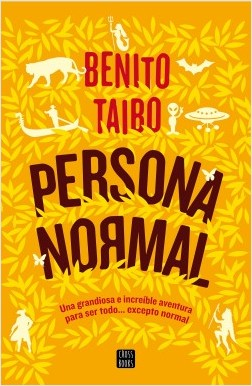 BENITO
TAIBO
PERSONA
NORMAL
Una grandiosa e increíble aventura
para ser todo... excepto normal
CROSS
BOOKS